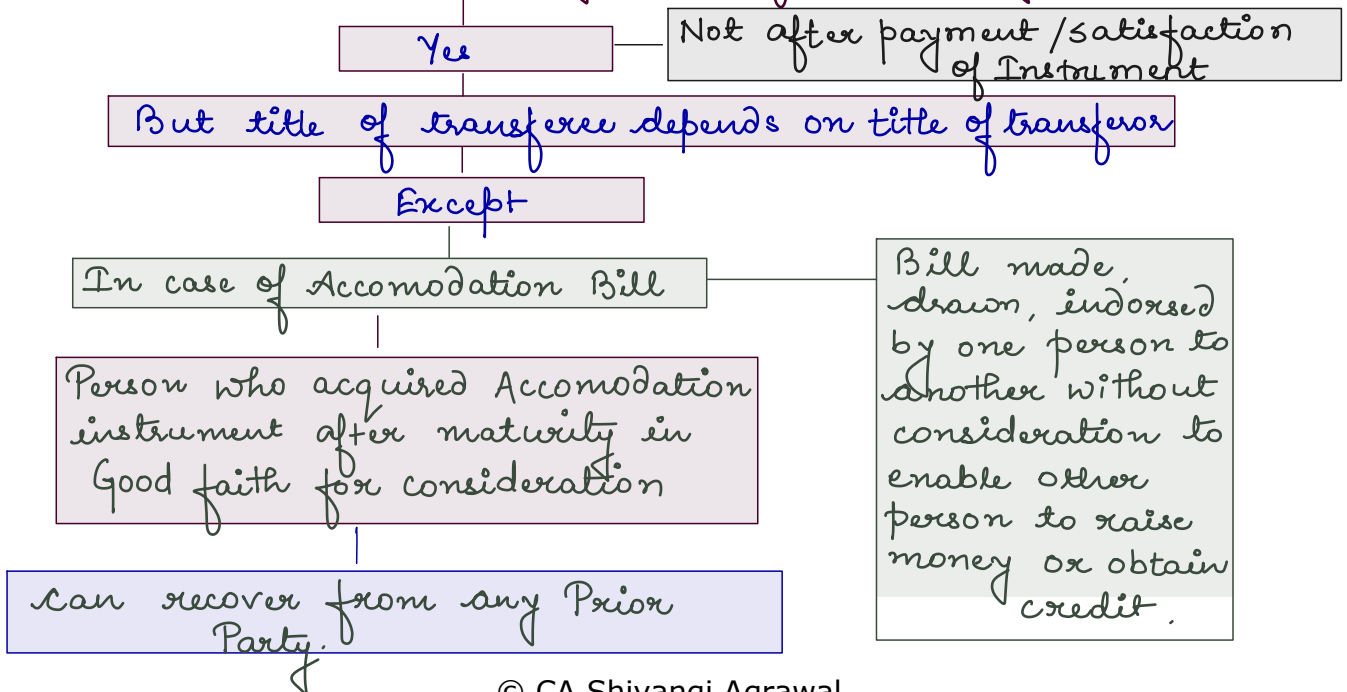 Yes
Not after payment /satisfaction
of Instrument
But title of transferee depends on title of transferor
Except
In case of Accomodation Bill
Bill made,
drawn, indorsed
by one person to
another without
consideration to
enable other
person to raise
money or obtain
credit.
Person who acquired Accomodation
instrument after maturity in
Good faith for consideration
can recover from any Prior
Party.
© CA Shivangi Agrawal